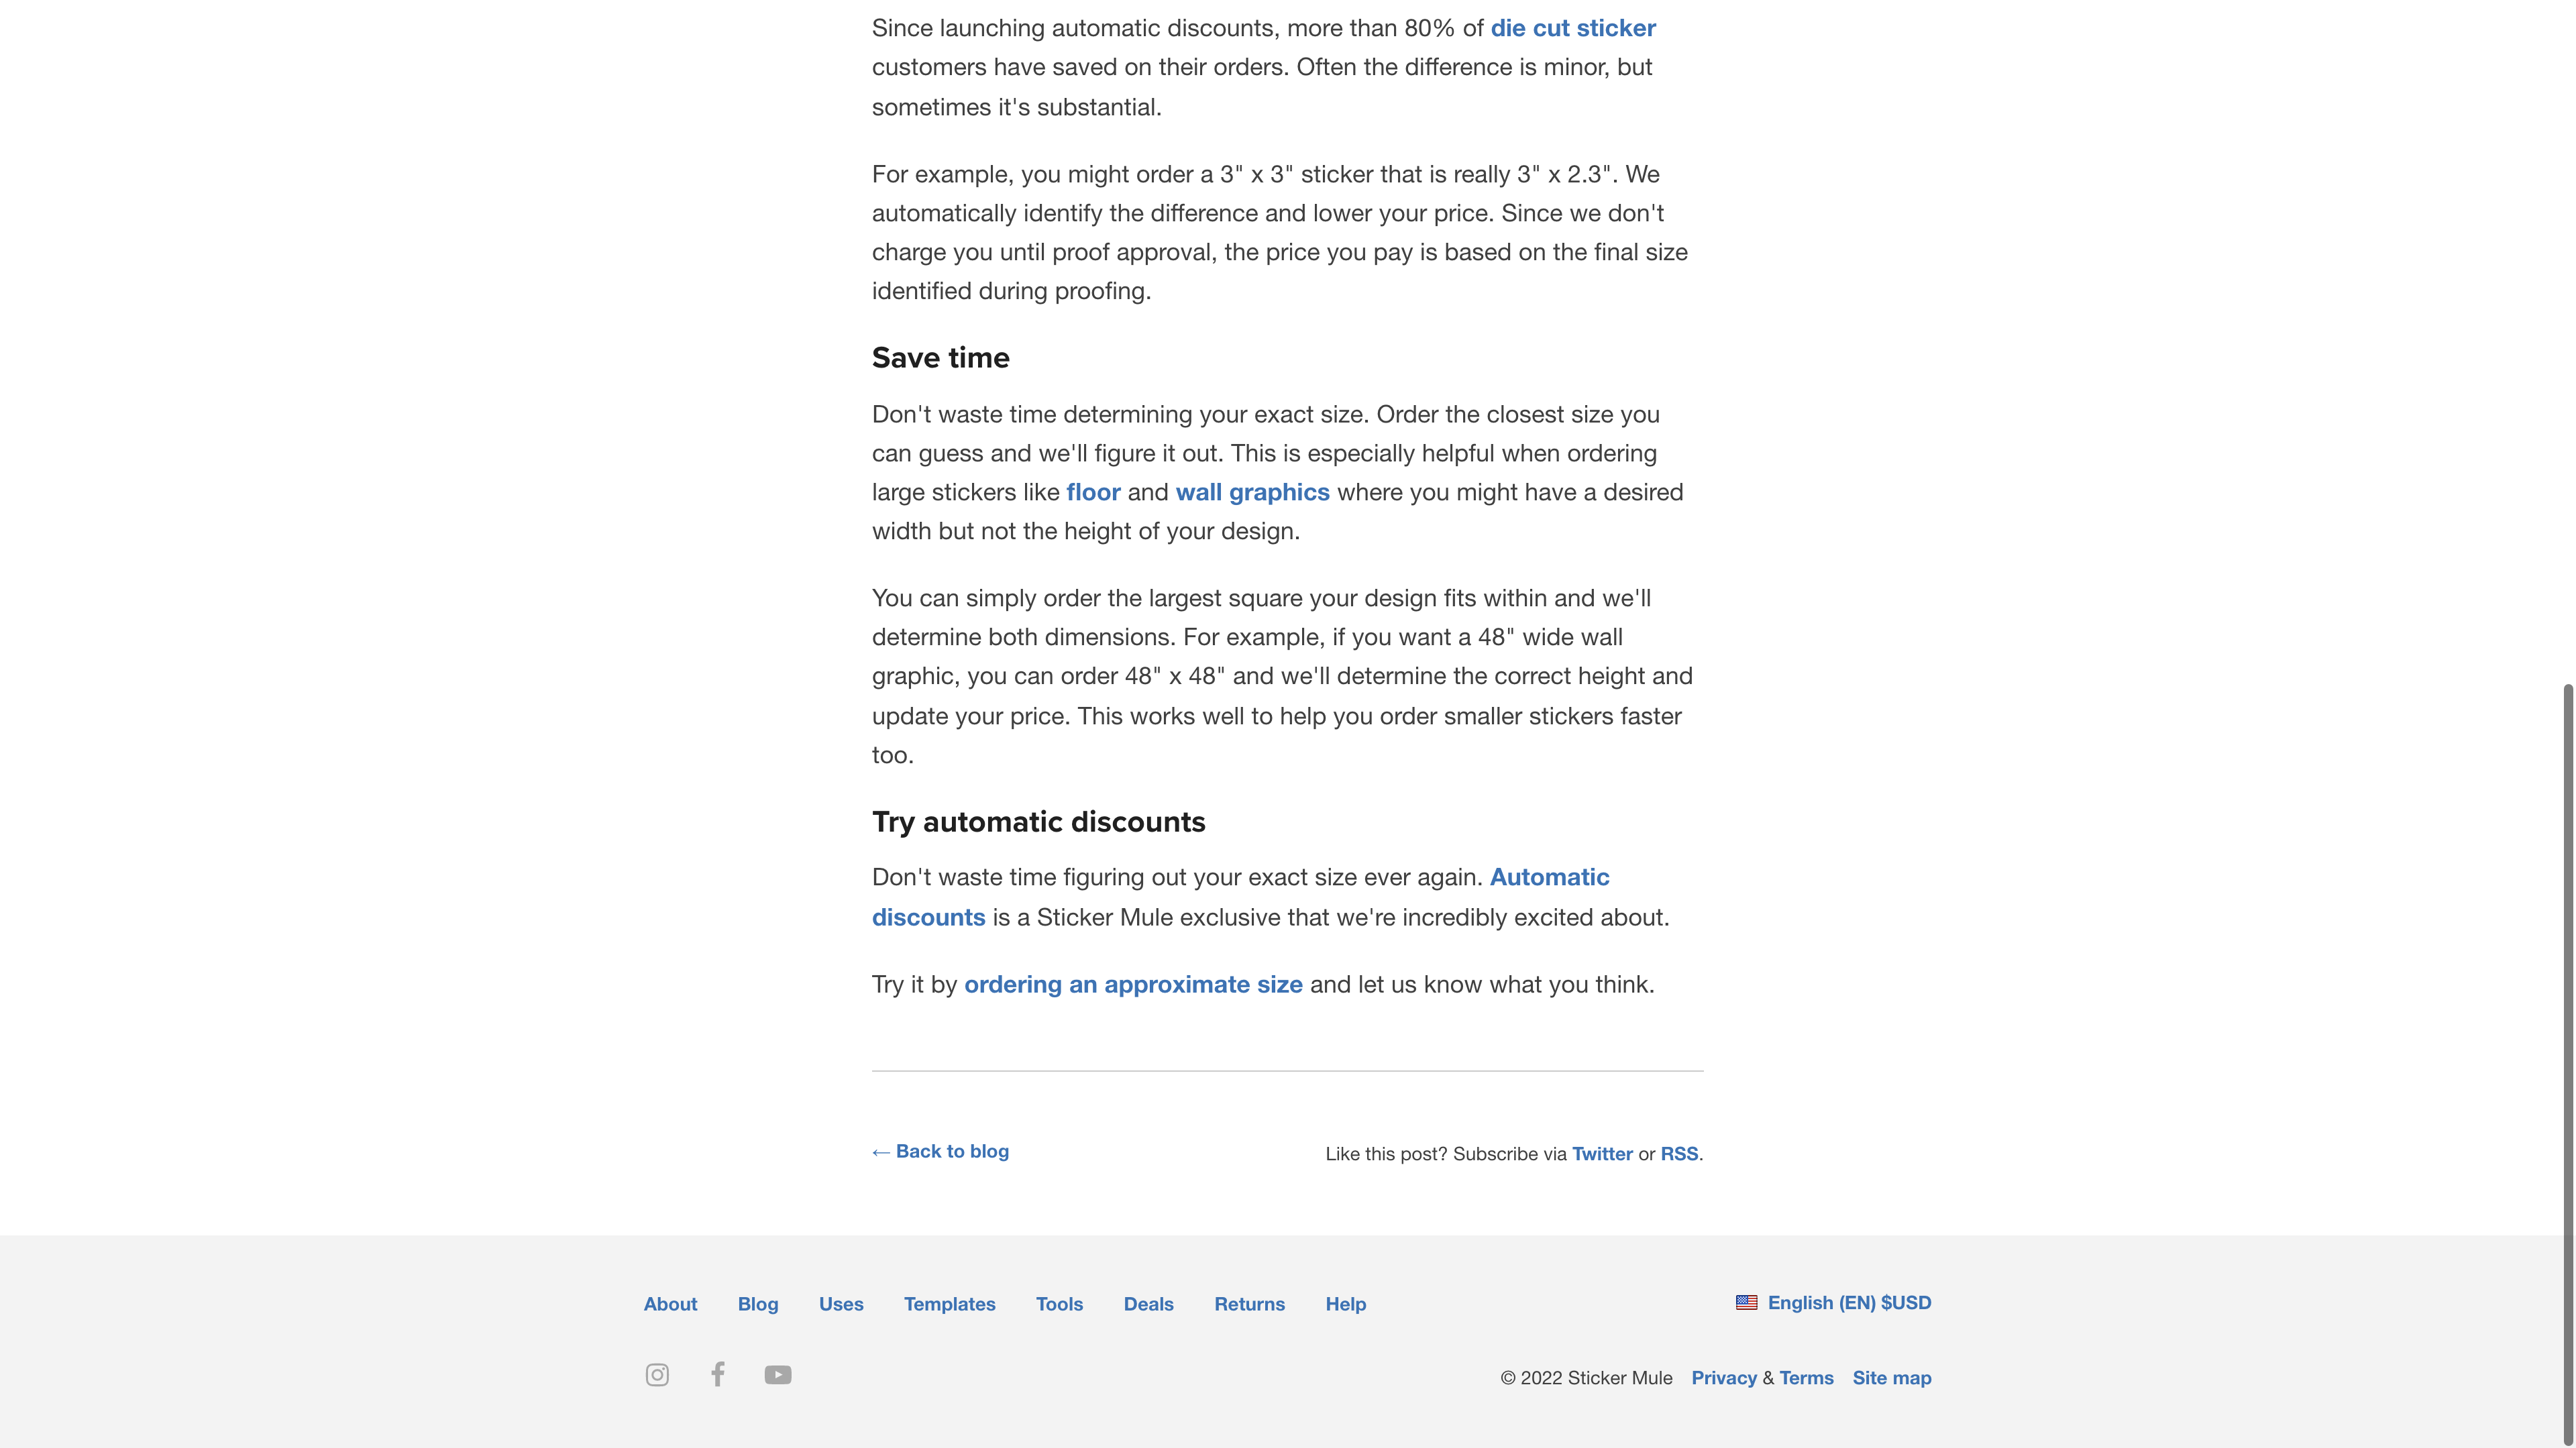 Since launching automatic discounts, more than 80% of die cut sticker
customers have saved on their orders. Often the difference is minor, but
sometimes it's substantial.
For example, you might order a 3" x 3" sticker that is really 3" x 2.3". We
automatically identify the difference and lower your price. Since we don't
charge you until proof approval, the price you pay is based on the final size
identified during proofing.
Save time
Don't waste time determining your exact size. Order the closest size you
can guess and we'll figure it out. This is especially helpful when ordering
large stickers like floor and wall graphics where you might have a desired
width but not the height of your design.
You can simply order the largest square your design fits within and we'll
determine both dimensions. For example, if you want a 48" wide wall
graphic, you can order 48" x 48" and we'll determine the correct height and
update your price. This works well to help you order smaller stickers faster
too.
Try automatic discounts
Don't waste time figuring out your exact size ever again. Automatic
discounts is a Sticker Mule exclusive that we're incredibly excited about.
Try it by ordering an approximate size and let us know what you think.
← Back to blog
Like this post? Subscribe via Twitter or RSS.
About Blog Uses Templates Tools Deals Returns Help
English (EN) $USD
© 2022 Sticker Mule Privacy & Terms Site map